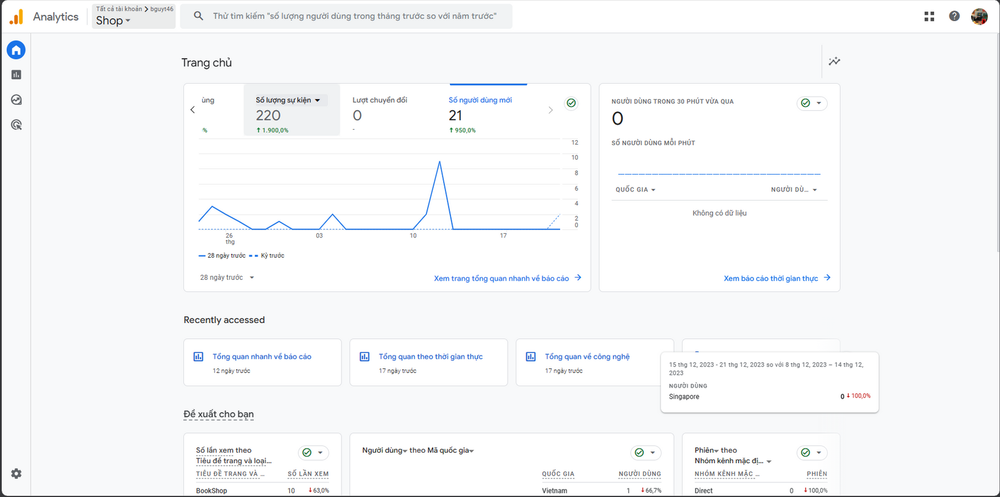 Analytics
Tất cả tài khoản > bguyt46
Shop
Thử tìm kiếm "số lượng người dùng trong tháng trước so với năm trước"
Trang chủ
ùng
%
Số lượng sự kiện
220
1.900,0%
Lượt chuyển đổi
0
-
Số người dùng mới
21
950,0%
12
10
8
6
4
2
0
26
thg
03
10
17
28 ngày trước
Kỳ trước
28 ngày trước
Xem trang tổng quan nhanh về báo cáo
NGƯỜI DÙNG TRONG 30 PHÚT VỪA QUA
0
SỐ NGƯỜI DÙNG MỖI PHÚT
QUỐC GIA
NGƯỜI DÙ...
Không có dữ liệu
Xem báo cáo thời gian thực
Recently accessed
Tổng quan nhanh về báo cáo
12 ngày trước
Tổng quan theo thời gian thực
17 ngày trước
Tổng quan về công nghệ
17 ngày trước
15 thg 12, 2023 - 21 thg 12, 2023 so với 8 thg 12, 2023 – 14 thg 12,
2023
NGƯỜI DÙNG
Singapore
0
100,0%
Đề xuất cho bạn
Số lần xem theo
Tiêu đề trang và loại...
TIÊU ĐỀ TRANG VÀ ...
SỐ LẦN XEM
BookShop
10
63,0%
Người dùng theo Mã quốc gia
QUỐC GIA
NGƯỜI DÙNG
Vietnam
1
66,7%
Phiên theo
Nhóm kênh mặc đị...
NHÓM KÊNH MẶC ...
PHIÊN
Direct
0
100,0%